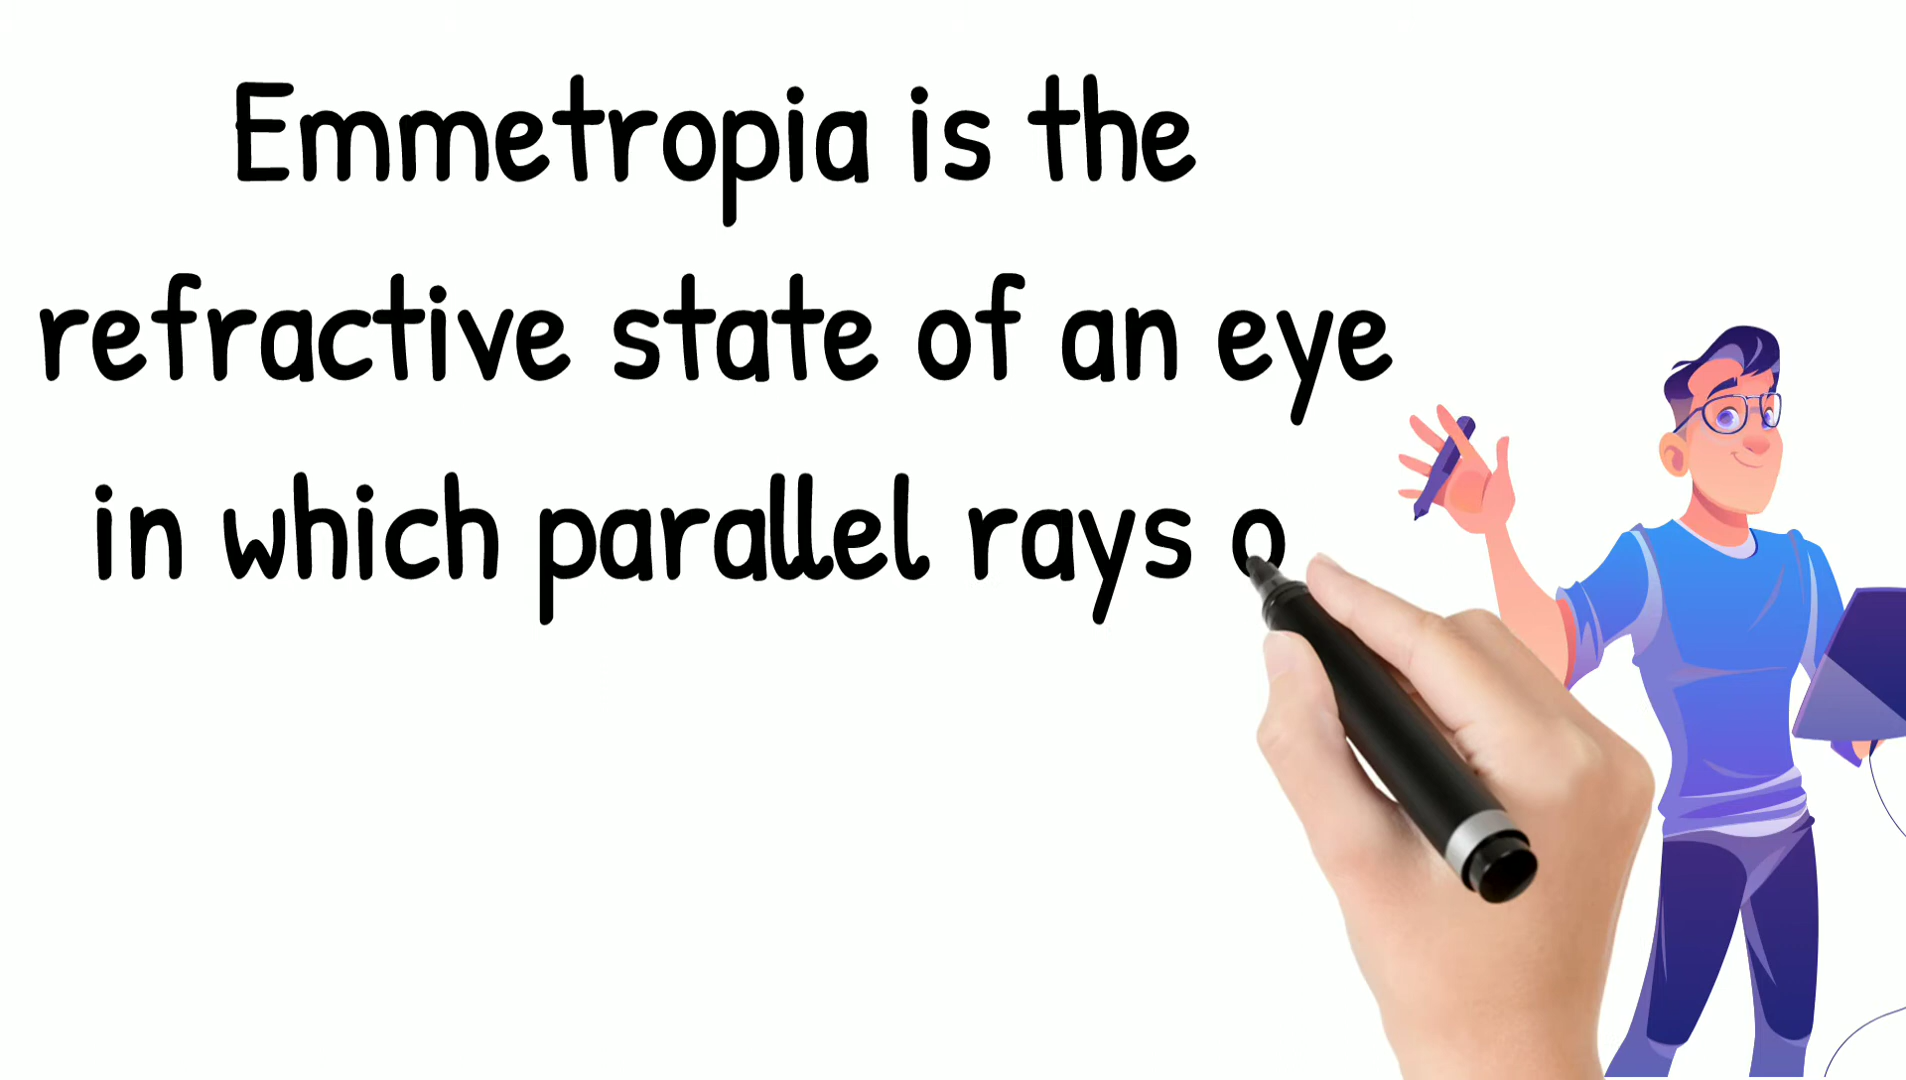 Emmetropia is the
refractive state of an eye
in which parallel rays o